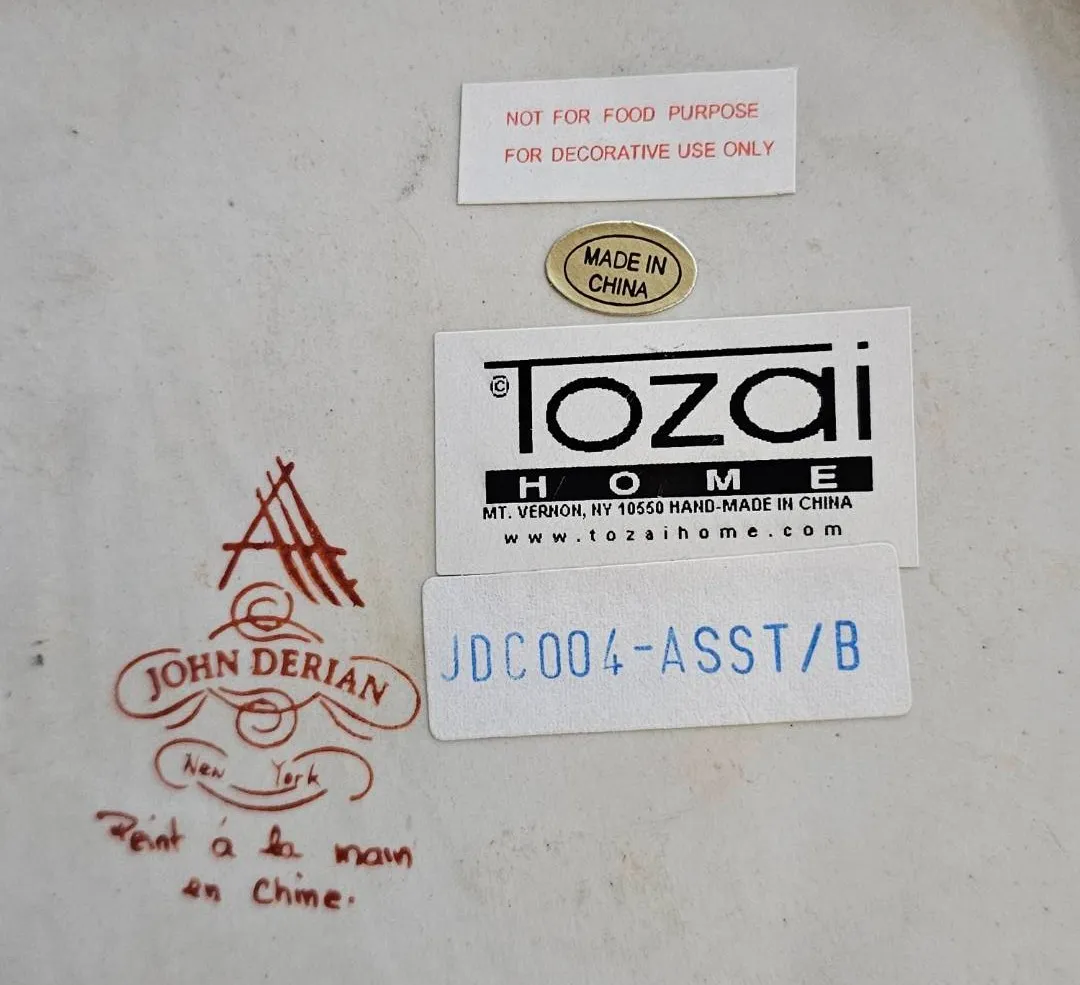 NOT FOR FOOD PURPOSE
FOR DECORATIVE USE ONLY
MADE IN
CHINA
© Tozai
HOME
MT. VERNON, NY 10550 HAND-MADE IN CHINA
www.tozaihome.com
JDC004-ASST/B
JOHN DERIAN
New York
Peint á la main
en Chine.